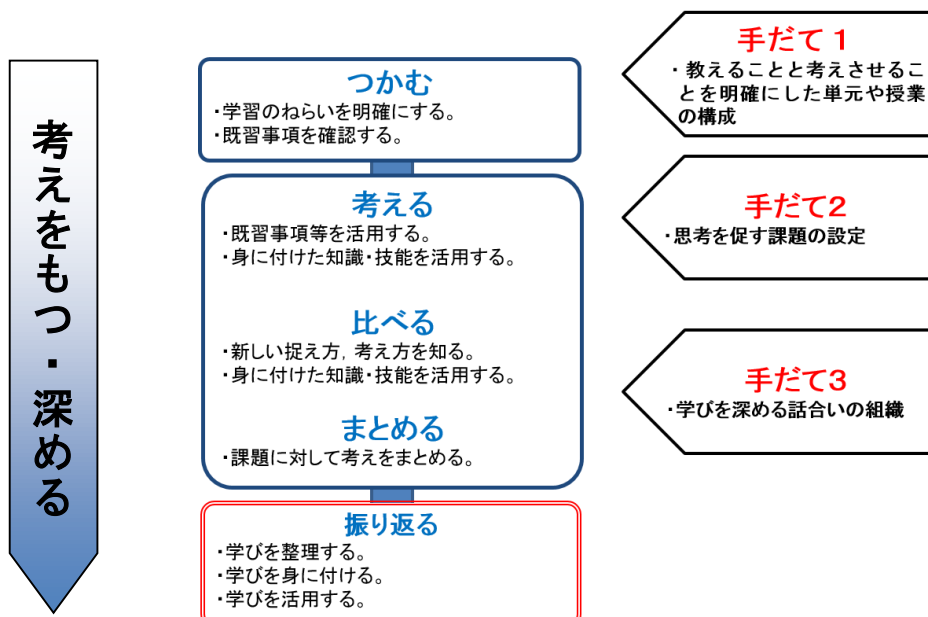 考えをもつ・深める
つかむ
・学習のねらいを明確にする。
・既習事項を確認する。
考える
・既習事項等を活用する。
・身に付けた知識・技能を活用する。
比べる
・新しい捉え方，考え方を知る。
・身に付けた知識・技能を活用する。
まとめる
・課題に対して考えをまとめる。
振り返る
・学びを整理する。
・学びを身に付ける。
・学びを活用する。
手だて１
・教えることと考えさせるこ
とを明確にした単元や授業
の構成
手だて２
・思考を促す課題の設定
手だて３
・学びを深める話合いの組織